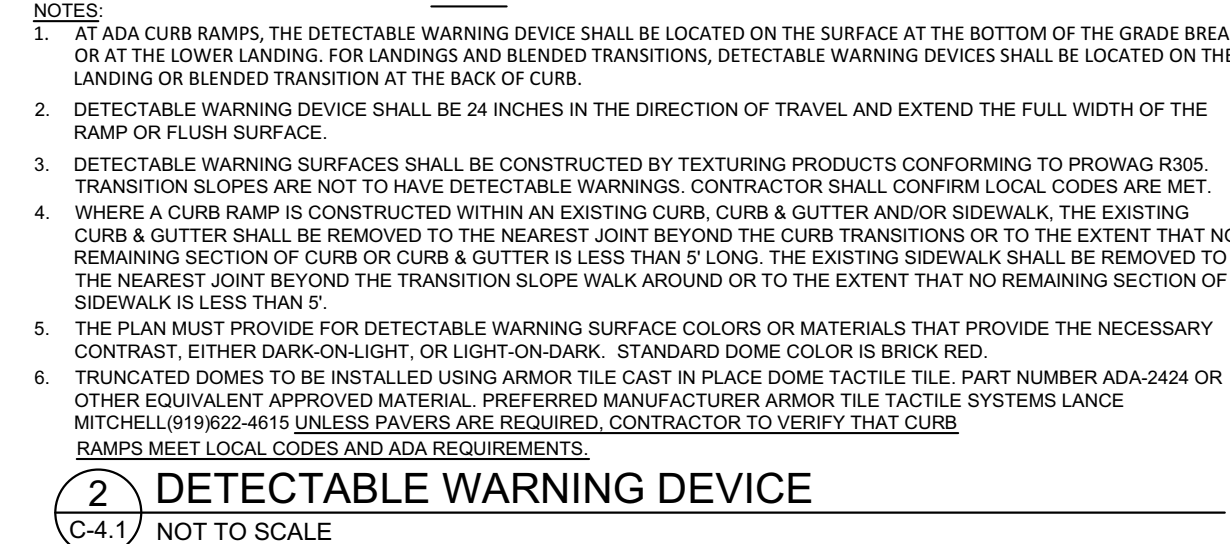 NOTES:
1. AT ADA CURB RAMPS, THE DETECTABLE WARNING DEVICE SHALL BE LOCATED ON THE SURFACE AT THE BOTTOM OF THE GRADE BREA
OR AT THE LOWER LANDING. FOR LANDINGS AND BLENDED TRANSITIONS, DETECTABLE WARNING DEVICES SHALL BE LOCATED ON THE
LANDING OR BLENDED TRANSITION AT THE BACK OF CURB.
2. DETECTABLE WARNING DEVICE SHALL BE 24 INCHES IN THE DIRECTION OF TRAVEL AND EXTEND THE FULL WIDTH OF THE
RAMP OR FLUSH SURFACE.
3. DETECTABLE WARNING SURFACES SHALL BE CONSTRUCTED BY TEXTURING PRODUCTS CONFORMING TO PROWAG R305.
TRANSITION SLOPES ARE NOT TO HAVE DETECTABLE WARNINGS. CONTRACTOR SHALL CONFIRM LOCAL CODES ARE MET.
4. WHERE A CURB RAMP IS CONSTRUCTED WITHIN AN EXISTING CURB, CURB & GUTTER AND/OR SIDEWALK, THE EXISTING
CURB & GUTTER SHALL BE REMOVED TO THE NEAREST JOINT BEYOND THE CURB TRANSITIONS OR TO THE EXTENT THAT NO
REMAINING SECTION OF CURB OR CURB & GUTTER IS LESS THAN 5' LONG. THE EXISTING SIDEWALK SHALL BE REMOVED TO
THE NEAREST JOINT BEYOND THE TRANSITION SLOPE WALK AROUND OR TO THE EXTENT THAT NO REMAINING SECTION OF
SIDEWALK IS LESS THAN 5'.
5. THE PLAN MUST PROVIDE FOR DETECTABLE WARNING SURFACE COLORS OR MATERIALS THAT PROVIDE THE NECESSARY
CONTRAST, EITHER DARK-ON-LIGHT, OR LIGHT-ON-DARK. STANDARD DOME COLOR IS BRICK RED.
6. TRUNCATED DOMES TO BE INSTALLED USING ARMOR TILE CAST IN PLACE DOME TACTILE TILE. PART NUMBER ADA-2424 OR
OTHER EQUIVALENT APPROVED MATERIAL. PREFERRED MANUFACTURER ARMOR TILE TACTILE SYSTEMS LANCE
MITCHELL(919)622-4615 UNLESS PAVERS ARE REQUIRED, CONTRACTOR TO VERIFY THAT CURB
RAMPS MEET LOCAL CODES AND ADA REQUIREMENTS.
2 DETECTABLE WARNING DEVICE
C-4.1 NOT TO SCALE